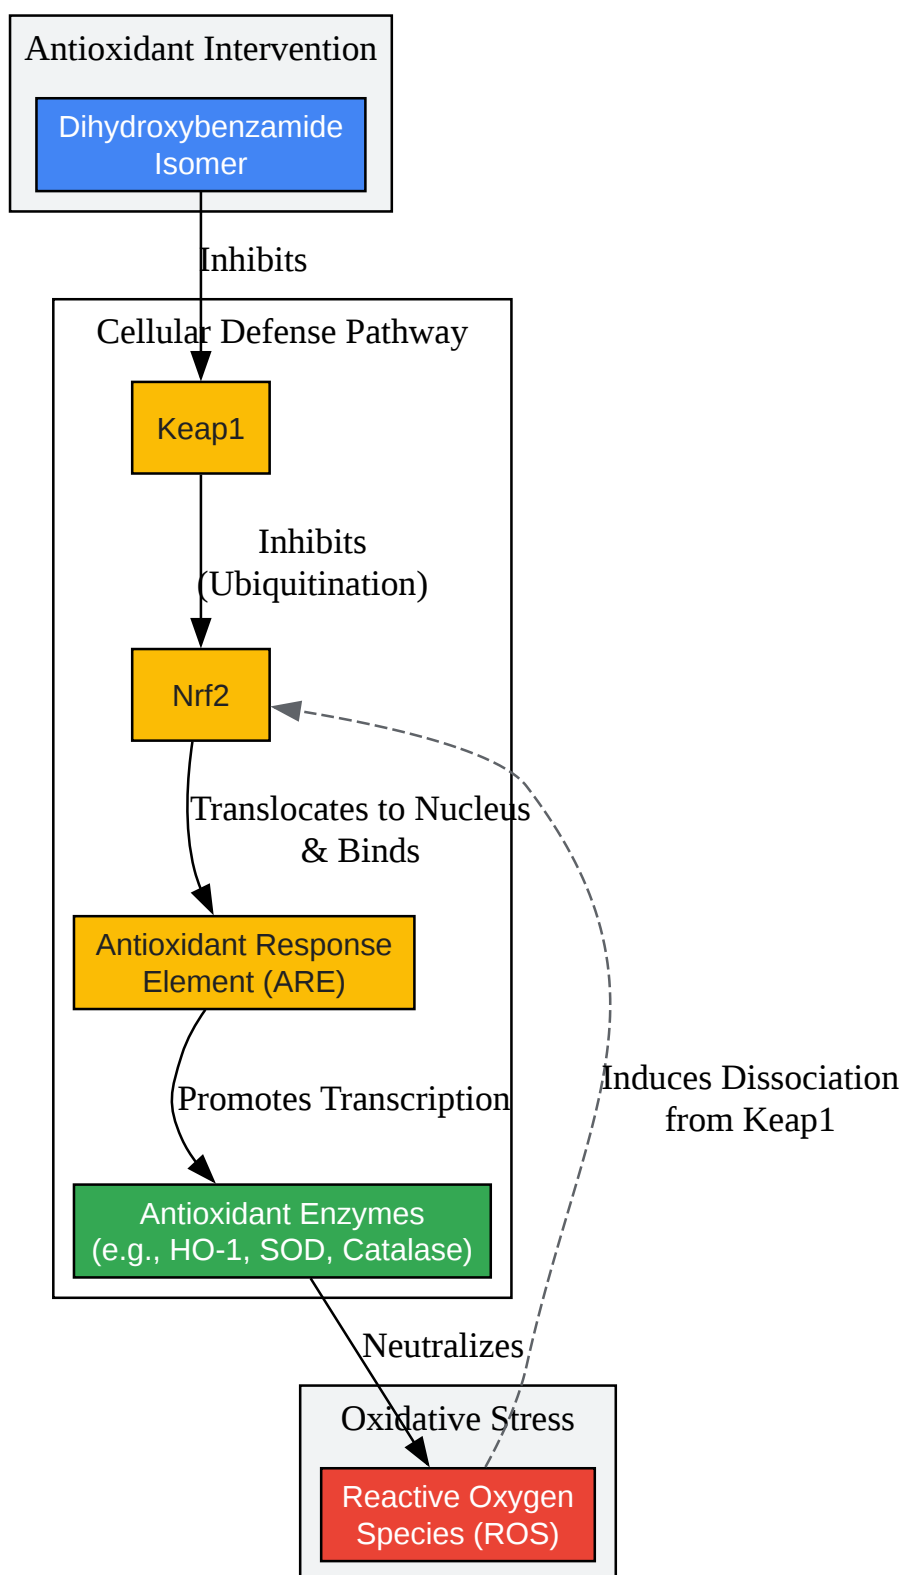 Antioxidant Intervention
Dihydroxybenzamide
Isomer
Inhibits
Cellular Defense Pathway
Keap1
Inhibits
(Ubiquitination)
Nrf2
Translocates to Nucleus
& Binds
Antioxidant Response
Element (ARE)
Induces Dissociation
from Keap1
Promotes Transcription
Antioxidant Enzymes
(e.g., HO-1, SOD, Catalase)
Neutralizes
Oxidative Stress
Reactive Oxygen
Species (ROS)